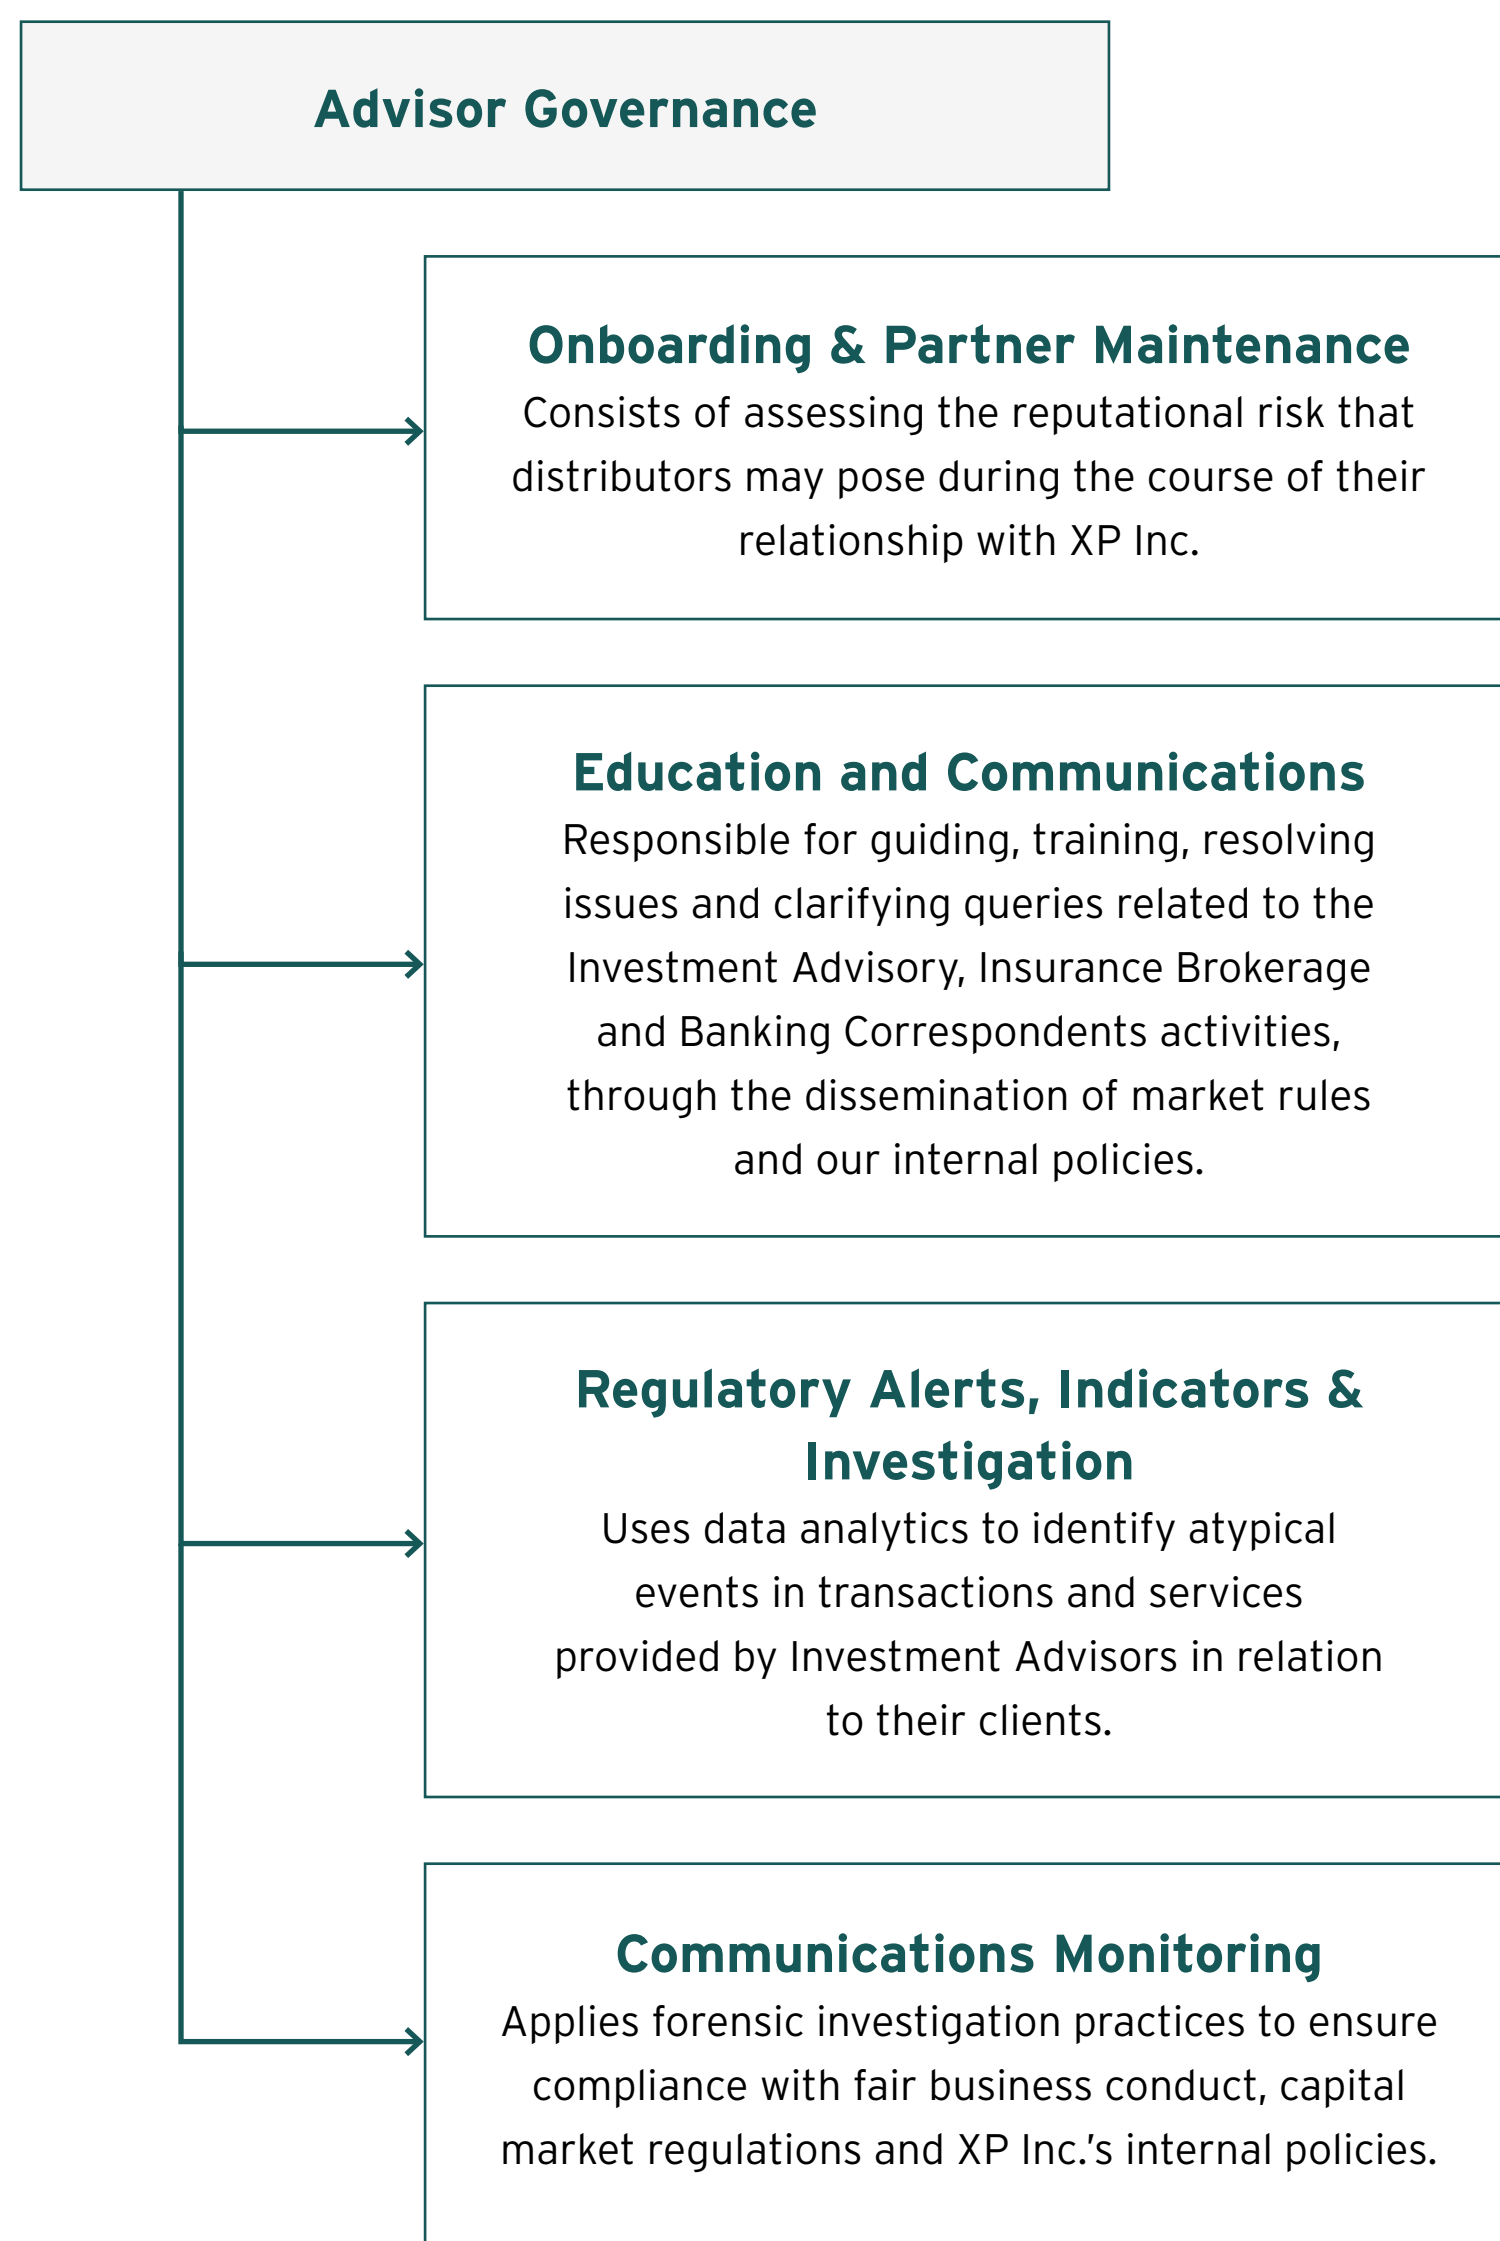 Advisor Governance
Onboarding & Partner Maintenance
Consists of assessing the reputational risk that
distributors may pose during the course of their
relationship with XP Inc.
Education and Communications
Responsible for guiding, training, resolving
issues and clarifying queries related to the
Investment Advisory, Insurance Brokerage
and Banking Correspondents activities,
through the dissemination of market rules
and our internal policies.
Regulatory Alerts, Indicators &
Investigation
Uses data analytics to identify atypical
events in transactions and services
provided by Investment Advisors in relation
to their clients.
Communications Monitoring
Applies forensic investigation practices to ensure
compliance with fair business conduct, capital
market regulations and XP Inc.’s internal policies.